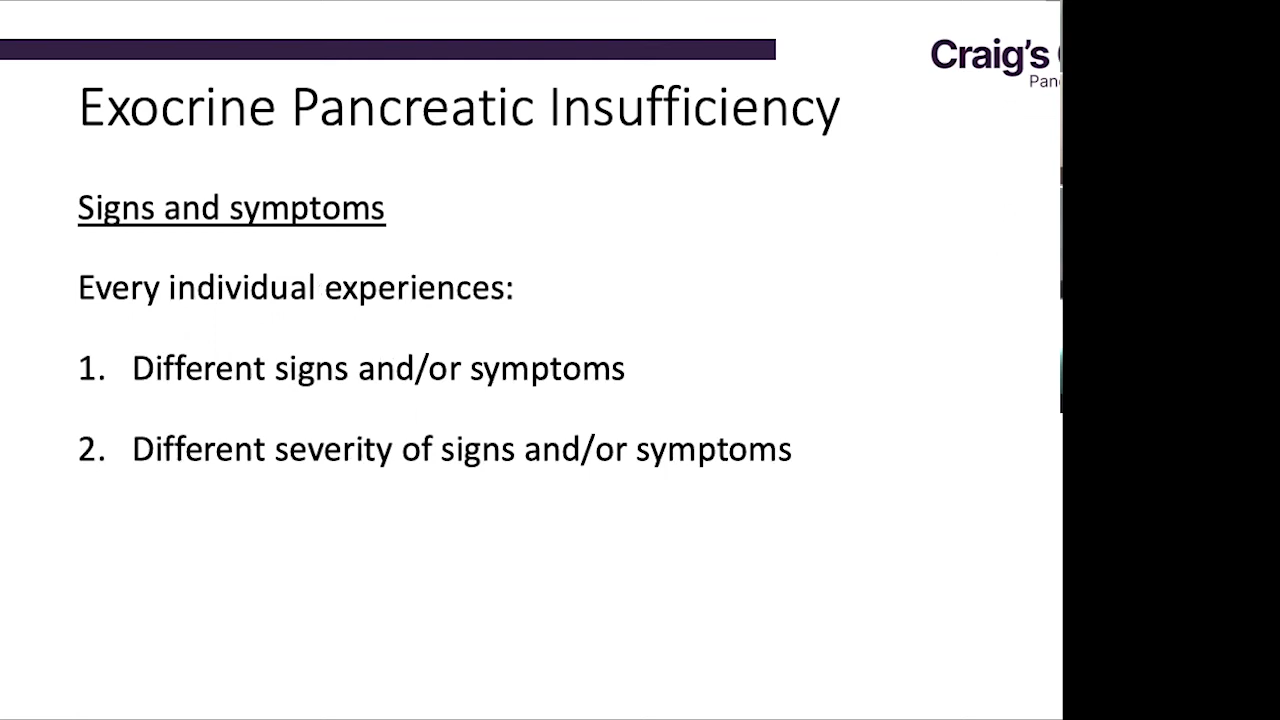 Craig's
Exocrine Pancreatic Insufficiency
Signs and symptoms
Every individual experiences:
1. Different signs and/or symptoms
2. Different severity of signs and/or symptoms